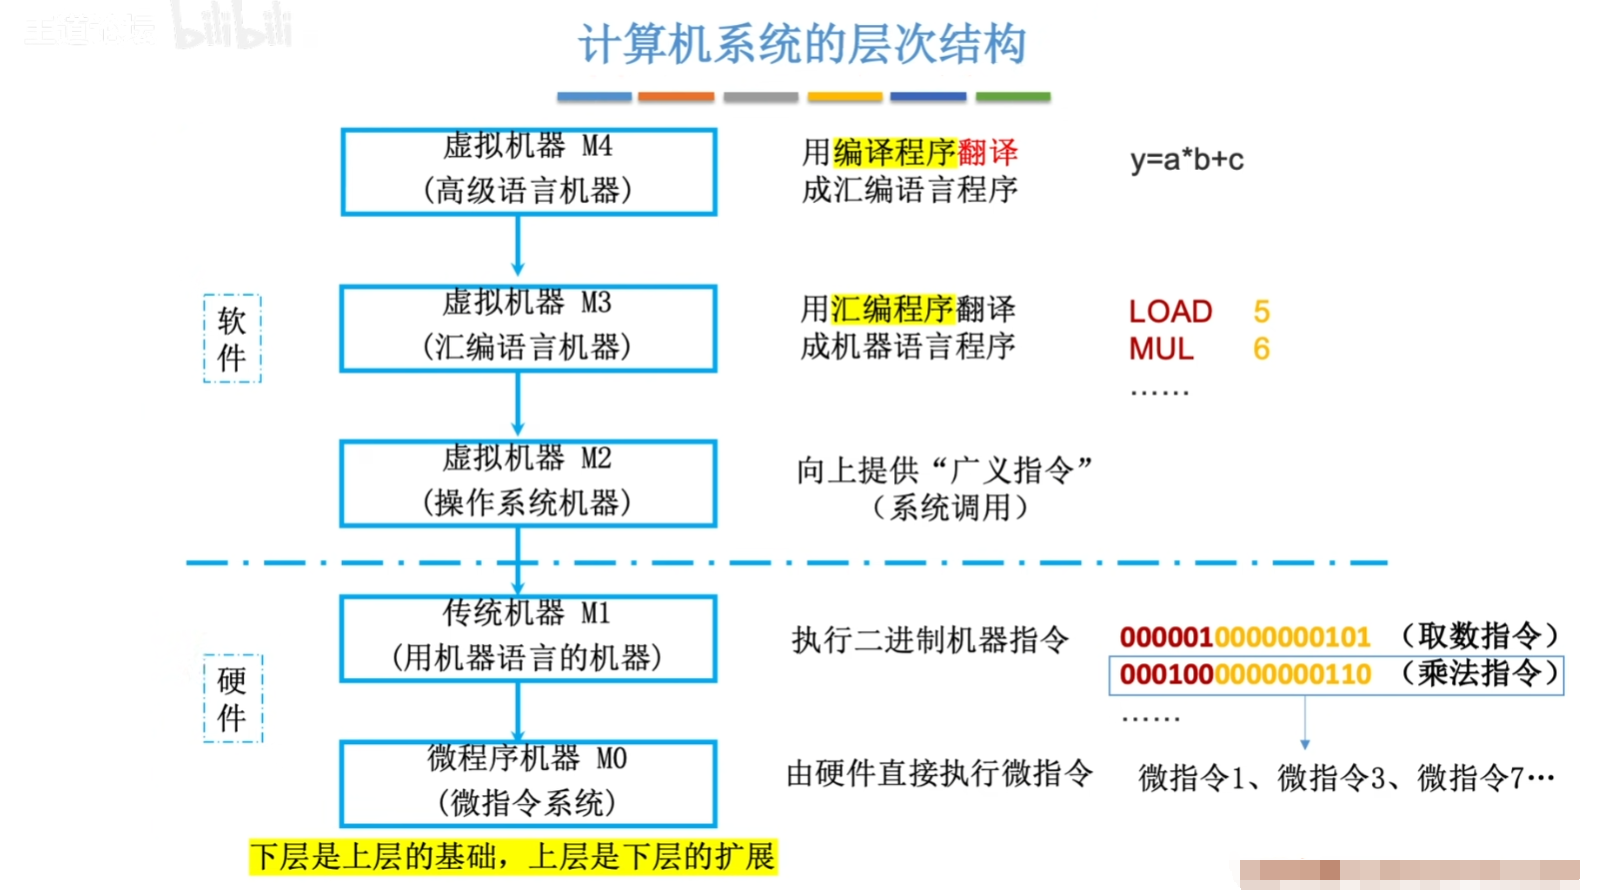 王道论坛 bilibili
计算机系统的层次结构
虚拟机器 M4
(高级语言机器)
用编译程序翻译
成汇编语言程序
y=a*b+c
软
件
虚拟机器 M3
(汇编语言机器)
用汇编程序翻译
成机器语言程序
LOAD 5
MUL 6
……
虚拟机器 M2
(操作系统机器)
向上提供“广义指令”
（系统调用）
硬
件
传统机器 M1
(用机器语言的机器)
执行二进制机器指令
0000010000000101 （取数指令）
0001000000000110 （乘法指令）
……
微程序机器 M0
(微指令系统)
由硬件直接执行微指令
微指令1、微指令3、微指令7…
下层是上层的基础，上层是下层的扩展